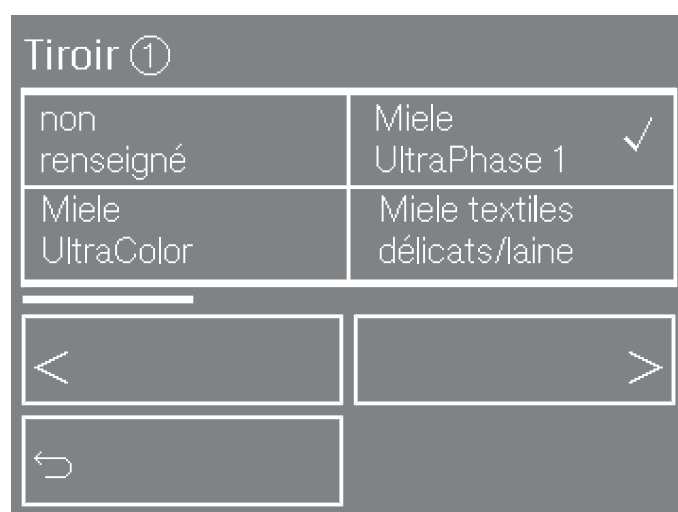 Tiroir ①
non
renseigné
Miele
UltraPhase 1 ✓
Miele
UltraColor
Miele textiles
délicats/laine
<
>